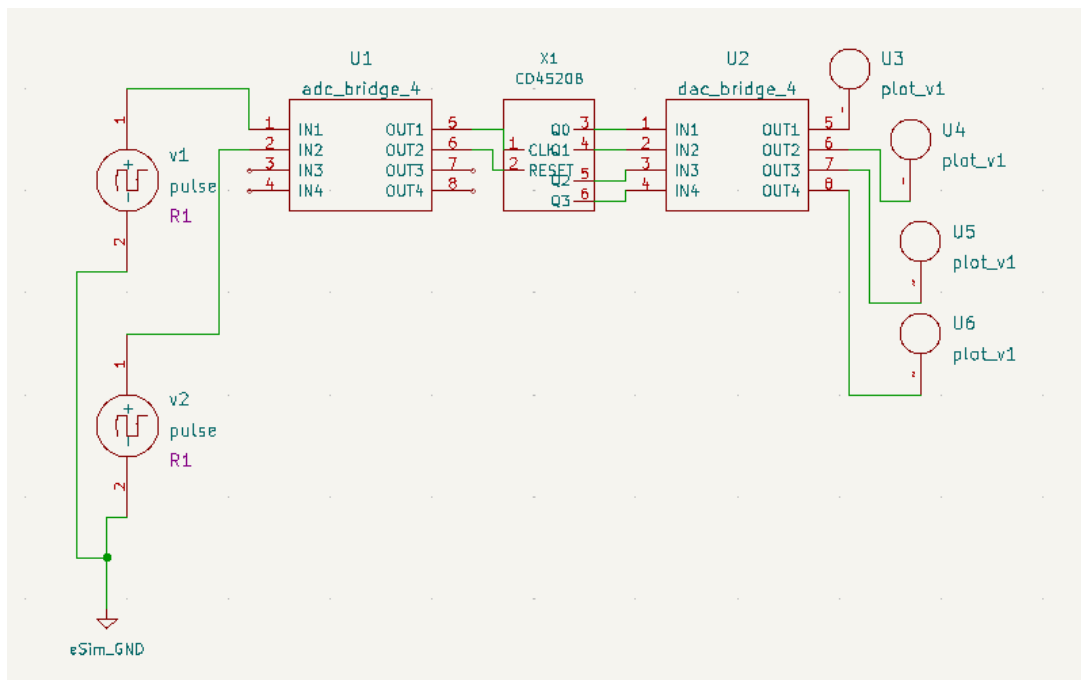 U1
adc_bridge_4
1 IN1 OUT1 5
2 IN2 OUT2 6
3 IN3 OUT3 7
4 IN4 OUT4 8
X1
CD4520B
Q0 3
1 CLK Q1 4
2 RESET
Q2 5
Q3 6
U2
dac_bridge_4
1 IN1 OUT1 5
2 IN2 OUT2 6
3 IN3 OUT3 7
4 IN4 OUT4 8
U3
plot_v1
U4
plot_v1
U5
plot_v1
U6
plot_v1
1
+
v1
pulse
R1
2
1
+
v2
pulse
R1
2
eSim_GND